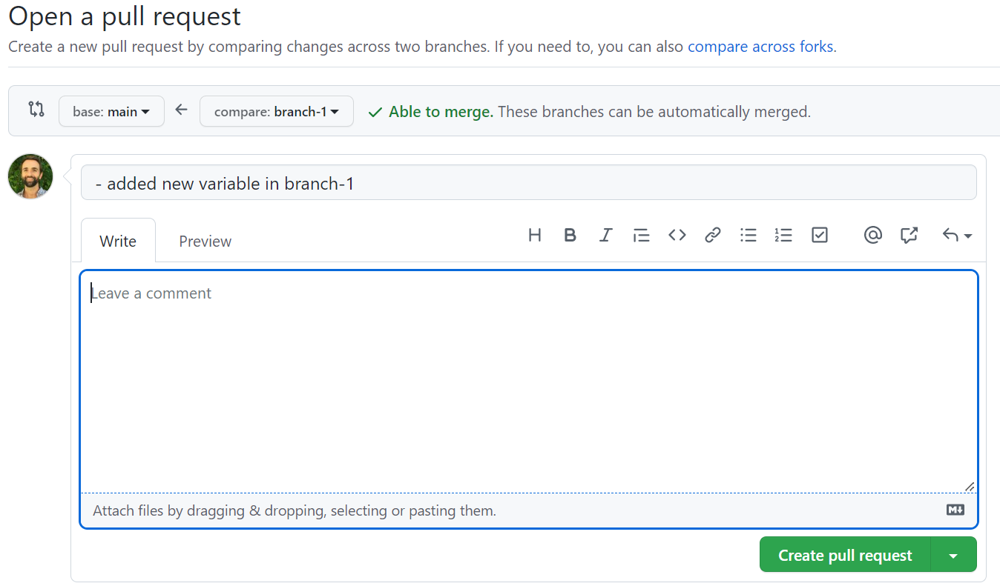 Open a pull request
Create a new pull request by comparing changes across two branches. If you need to, you can also compare across forks.
base: main compare: branch-1 Able to merge. These branches can be automatically merged.
- added new variable in branch-1
Write Preview
Leave a comment
Attach files by dragging & dropping, selecting or pasting them.
Create pull request